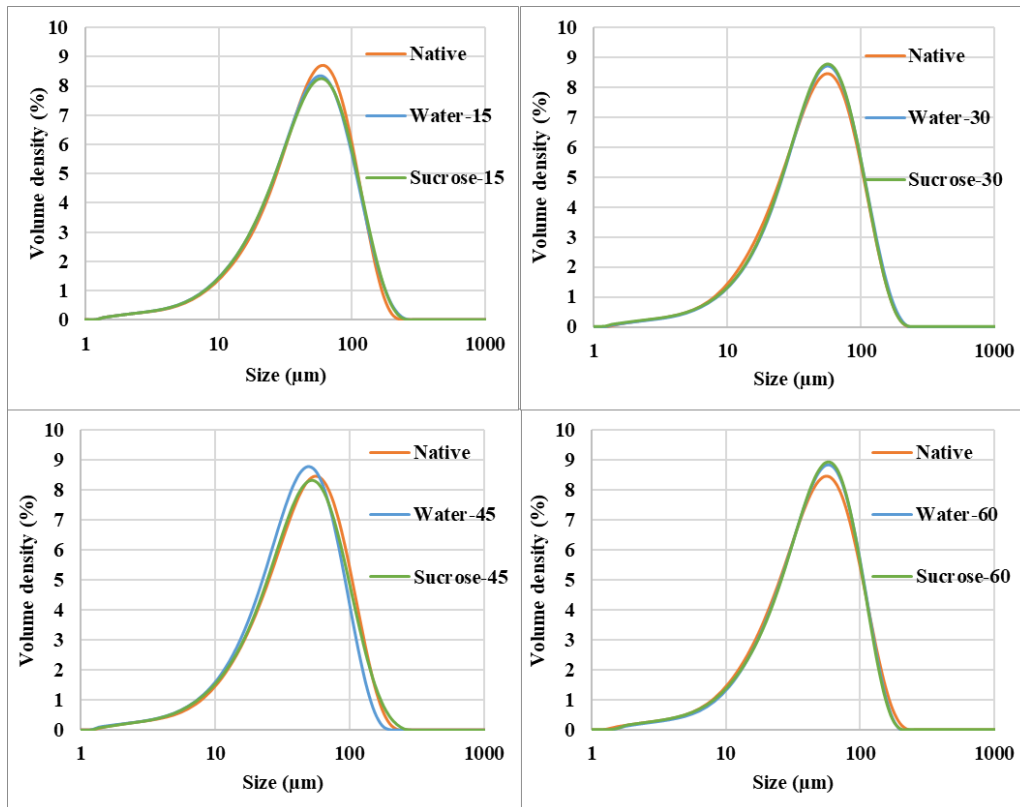 10
9
8
7
6
5
4
3
2
1
0
Volume density (%)
Native
Water-15
Sucrose-15
1 10 100 1000
Size (µm)
10
9
8
7
6
5
4
3
2
1
0
Volume density (%)
Native
Water-30
Sucrose-30
1 10 100 1000
Size (µm)
10
9
8
7
6
5
4
3
2
1
0
Volume density (%)
Native
Water-45
Sucrose-45
1 10 100 1000
Size (µm)
10
9
8
7
6
5
4
3
2
1
0
Volume density (%)
Native
Water-60
Sucrose-60
1 10 100 1000
Size (µm)